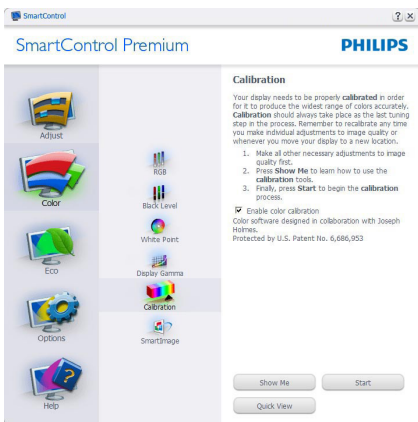 SmartControl
SmartControl Premium
PHILIPS
Adjust
Color
Eco
Options
Help
RGB
Black Level
White Point
Display Gamma
Calibration
SmartImage
Calibration
Your display needs to be properly calibrated in order
for it to produce the widest range of colors accurately.
Calibration should always take place as the last tuning
step in the process. Remember to recalibrate any time
you make individual adjustments to image quality or
whenever you move your display to a new location.
1. Make all other necessary adjustments to image
quality first.
2. Press Show Me to learn how to use the
calibration tools.
3. Finally, press Start to begin the calibration
process.
Enable color calibration
Color software designed in collaboration with Joseph
Holmes.
Protected by U.S. Patent No. 6,686,953
Show Me
Start
Quick View